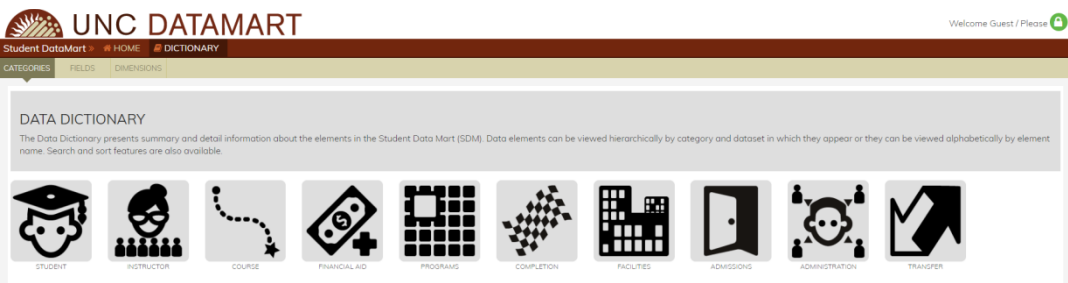 UNC DATAMART
Welcome Guest / Please
Student DataMart » HOME DICTIONARY
CATEGORIES FIELDS DIMENSIONS
DATA DICTIONARY
The Data Dictionary presents summary and detail information about the elements in the Student Data Mart (SDM). Data elements can be viewed hierarchically by category and dataset in which they appear or they can be viewed alphabetically by element
name. Search and sort features are also available.
STUDENT INSTRUCTOR COURSE FINANCIAL AID PROGRAMS COMPLETION FACILITIES ADMISSIONS ADMINISTRATION TRANSFER